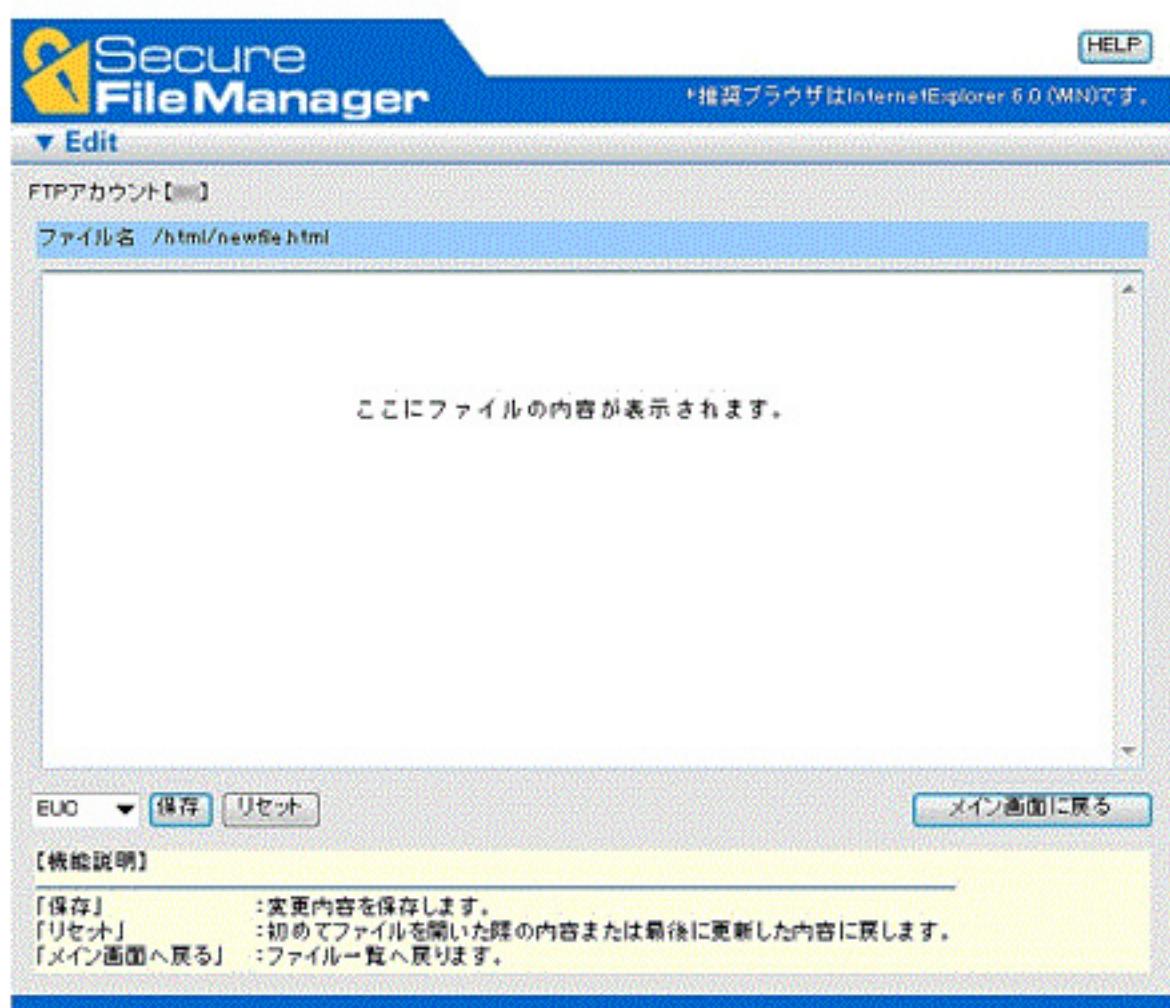 Secure
FileManager
HELP
*推奨ブラウザはInternetExplorer 6.0 (WIN)です。
▼ Edit
FTPアカウント【 】
ファイル名 /html/newfile.html
ここにファイルの内容が表示されます。
EUC ▼ 保存 リセット メイン画面に戻る
【機能説明】
「保存」 :変更内容を保存します。
「リセット」 :初めてファイルを開いた際の内容または最後に更新した内容に戻します。
「メイン画面へ戻る」 :ファイル一覧へ戻ります。